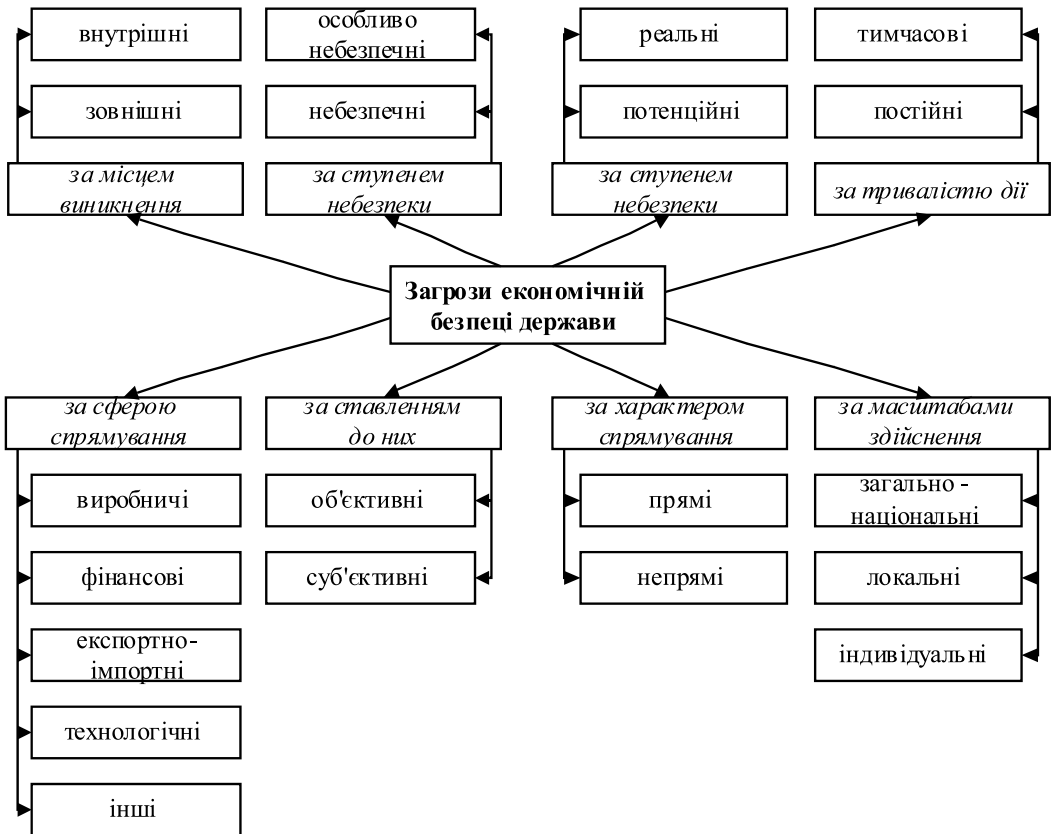 внутрішні
зовнішні
за місцем
виникнення
особливо
небезпечні
небезпечні
за ступенем
небезпеки
реальні
потенційні
за ступенем
небезпеки
тимчасові
постійні
за тривалістю дії
Загрози економічній
безпеці держави
за сферою
спрямування
виробничі
фінансові
експортно-
імпортні
технологічні
інші
за ставленням
до них
об'єктивні
суб'єктивні
за характером
спрямування
прямі
непрямі
за масштабами
здійснення
загально -
національні
локальні
індивідуальні